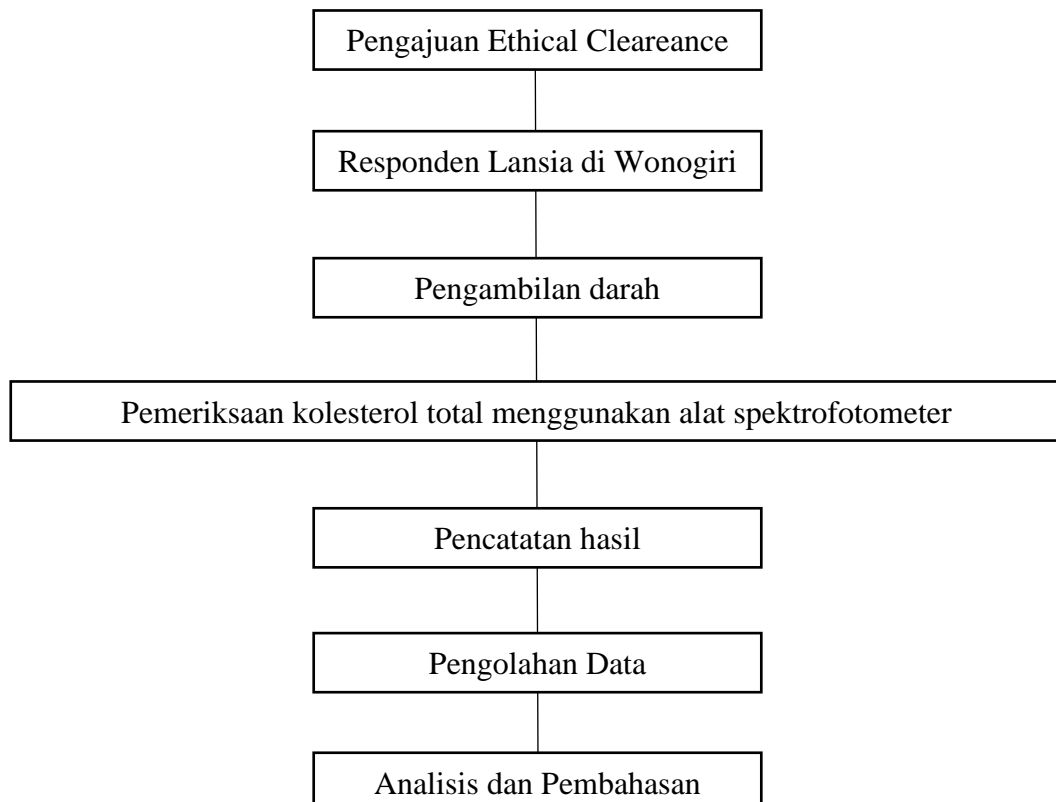 Pengajuan Ethical Cleareance
Responden Lansia di Wonogiri
Pengambilan darah
Pemeriksaan kolesterol total menggunakan alat spektrofotometer
Pencatatan hasil
Pengolahan Data
Analisis dan Pembahasan